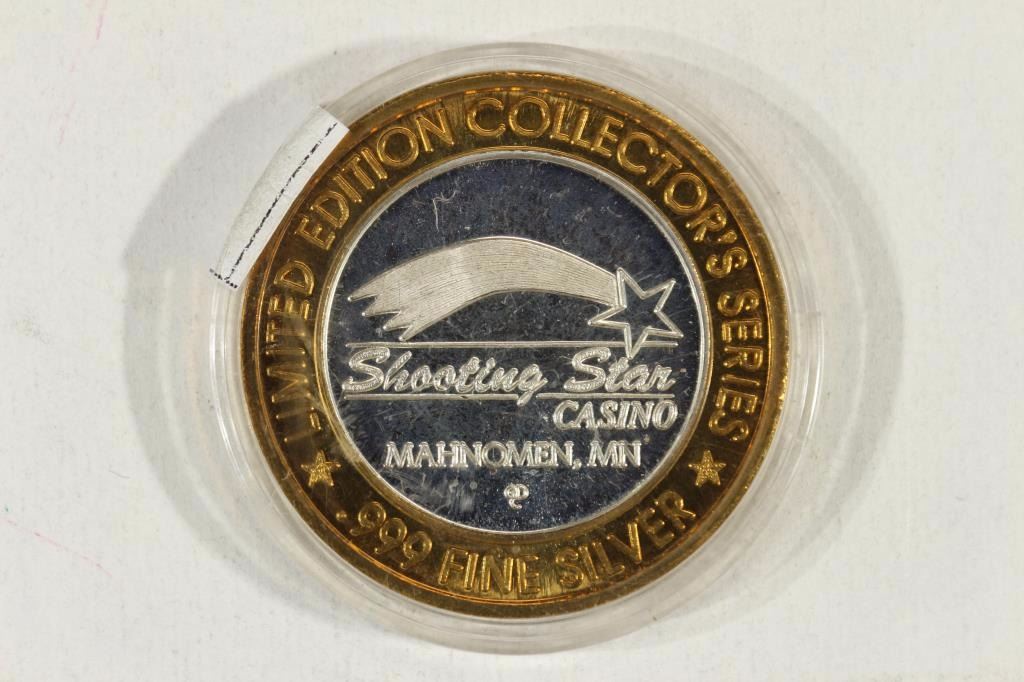 LIMITED EDITION COLLECTOR'S SERIES
Shooting Star
CASINO
MAHNOMEN, MN
.999 FINE SILVER